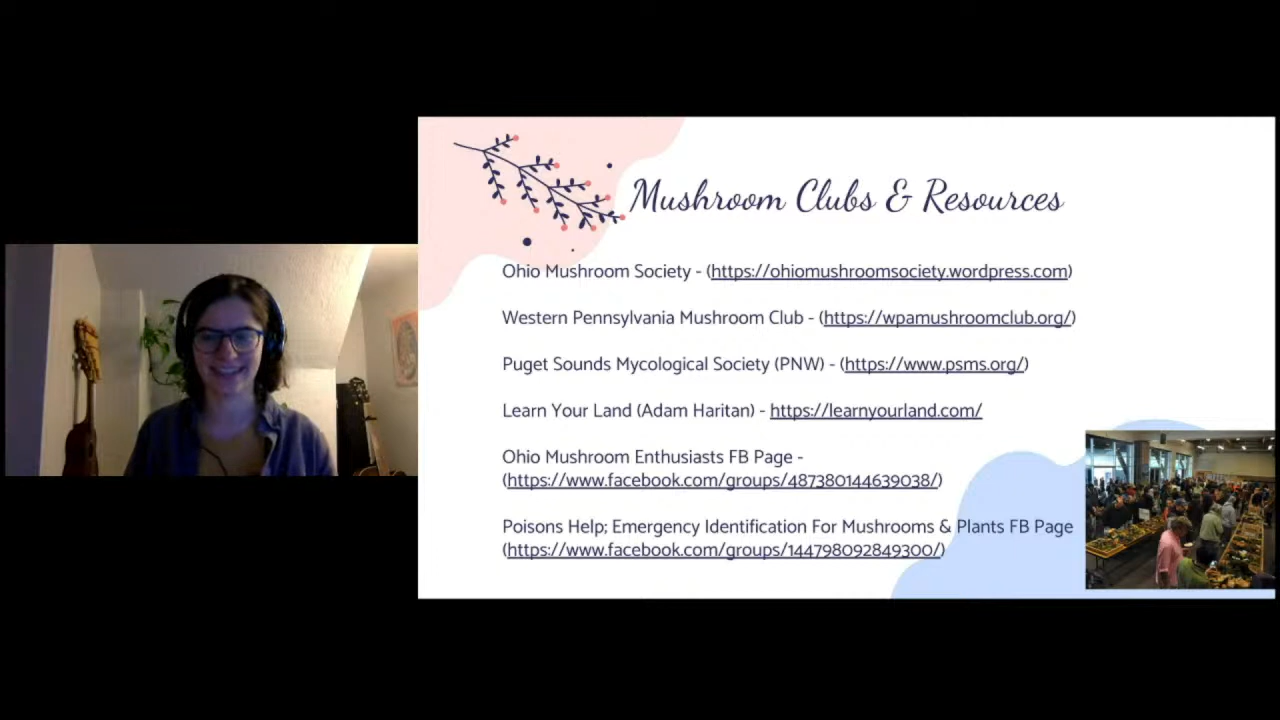 Mushroom Clubs & Resources
Ohio Mushroom Society - (https://ohiomushroomsociety.wordpress.com)
Western Pennsylvania Mushroom Club - (https://wpamushroomclub.org/)
Puget Sounds Mycological Society (PNW) - (https://www.psms.org/)
Learn Your Land (Adam Haritan) - https://learnyourland.com/
Ohio Mushroom Enthusiasts FB Page -
(https://www.facebook.com/groups/487380144639038/)
Poisons Help; Emergency Identification For Mushrooms & Plants FB Page
(https://www.facebook.com/groups/144798092849300/)